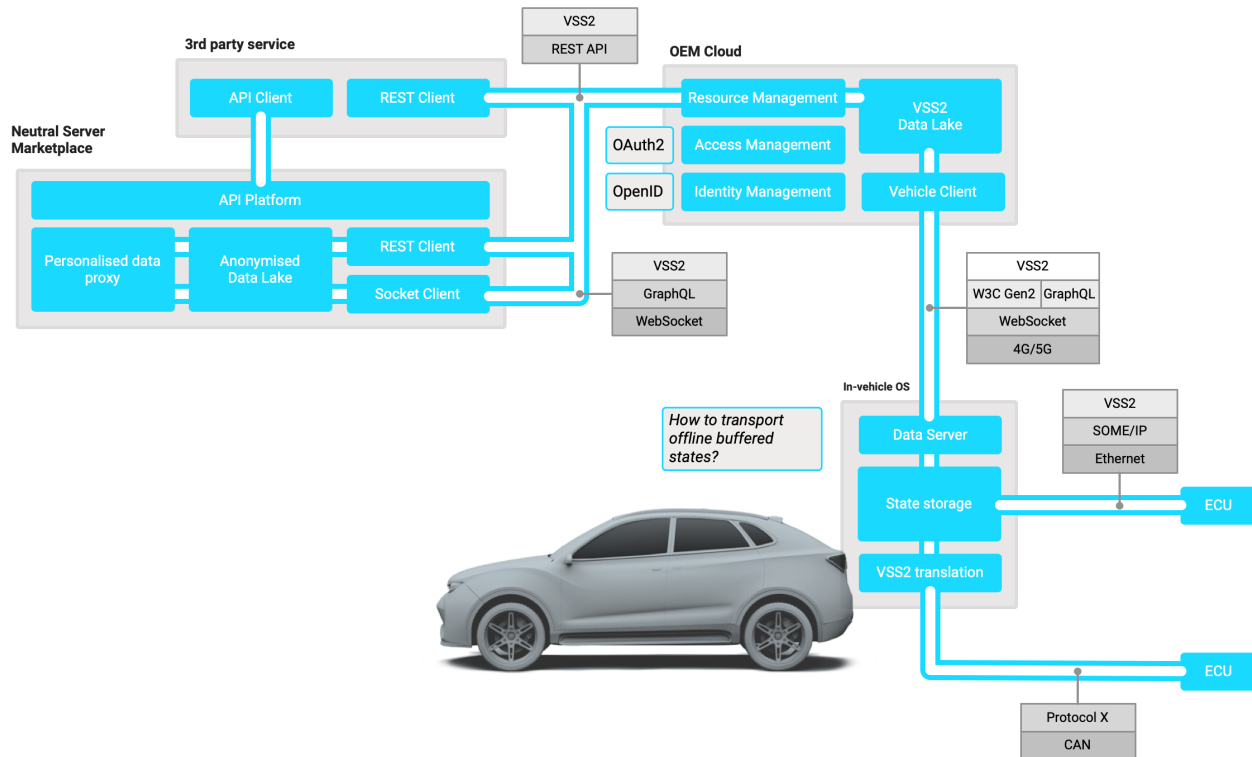 VSS2
REST API
3rd party service
API Client
REST Client
OEM Cloud
Resource Management
VSS2
Data Lake
OAuth2
Access Management
OpenID
Identity Management
Vehicle Client
Neutral Server
Marketplace
API Platform
Personalised data
proxy
Anonymised
Data Lake
REST Client
Socket Client
VSS2
GraphQL
WebSocket
VSS2
W3C Gen2
GraphQL
WebSocket
4G/5G
In-vehicle OS
How to transport
offline buffered
states?
Data Server
State storage
VSS2 translation
VSS2
SOME/IP
Ethernet
ECU
ECU
Protocol X
CAN